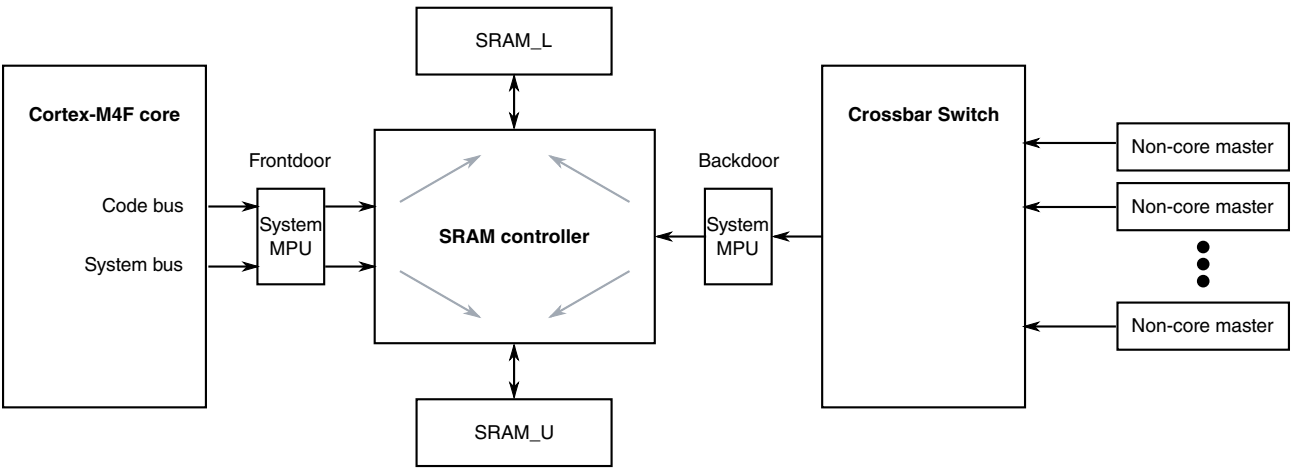 SRAM_L
Cortex-M4F core
Crossbar Switch
Frontdoor
Backdoor
Non-core master
Code bus
System
MPU
System bus
SRAM controller
System
MPU
Non-core master
Non-core master
SRAM_U